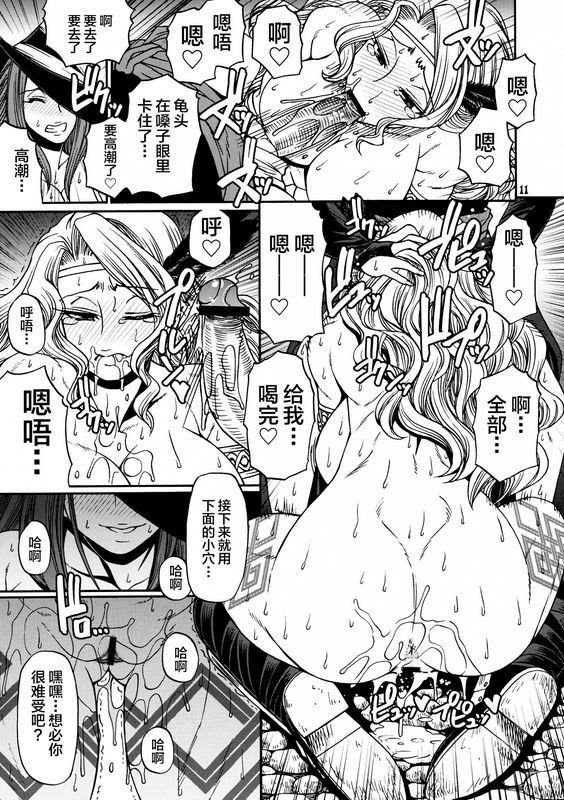 嗯♡
嗯♡
啊♡
嗯唔♡
啊
要去了
要去了
龟头
在嗓子眼里
卡住了…
要高潮了♡
高潮…
11
嗯——♡
嗯——
嗯——♡
啊…
全部…
给我…
喝完♡
呼♡
呼唔…
嗯唔…
接下来就用
下面的小穴…
哈啊
哈啊
哈啊
哈啊
哈啊
嘿嘿…想必你
很难受吧？